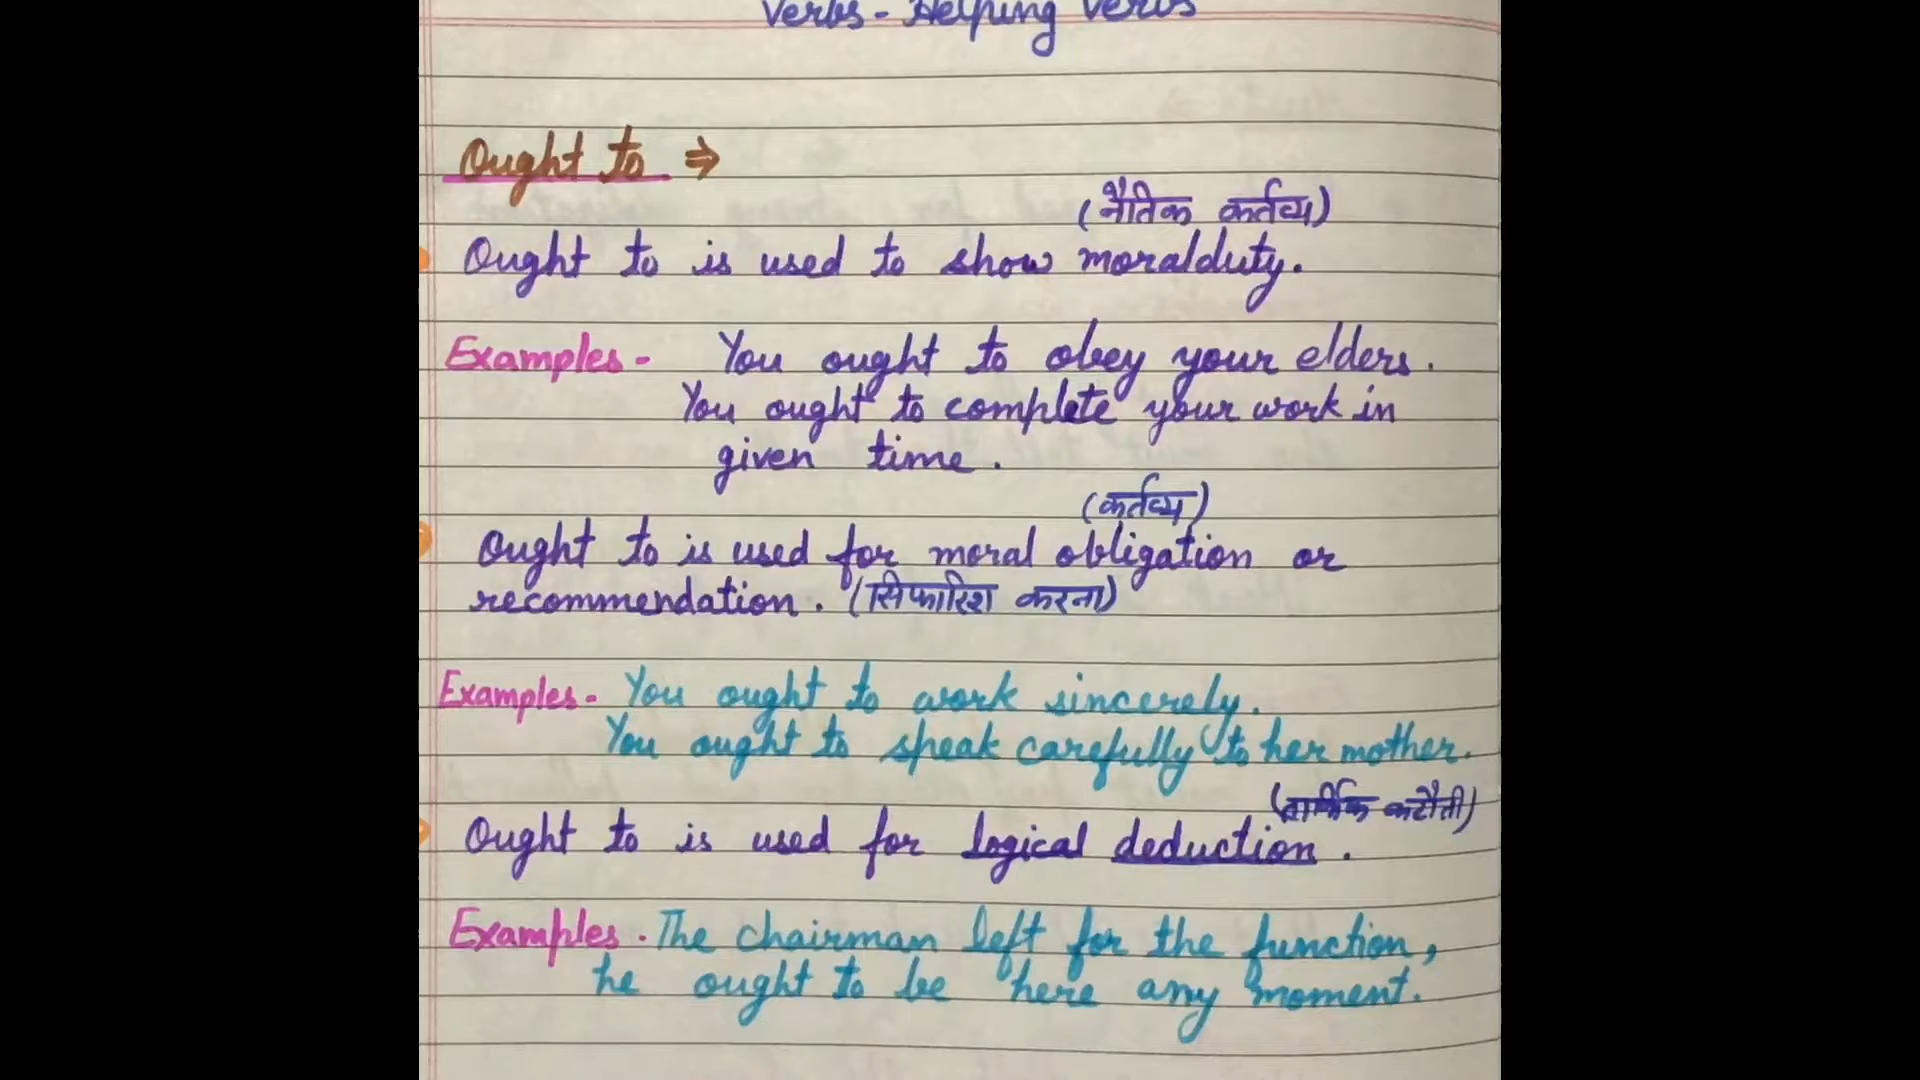 Verbs - Helping Verbs
Ought to ⇒
(नैतिक कर्तव्य)
Ought to is used to show moralduty.
Examples - You ought to obey your elders.
You ought to complete your work in
given time.
(कर्तव्य)
Ought to is used for moral obligation or
recommendation. (सिफारिश करना)
Examples - You ought to work sincerely.
You ought to speak carefully to her mother.
(तार्किक कटौती)
Ought to is used for logical deduction.
Examples. The chairman left for the function,
he ought to be here any moment.